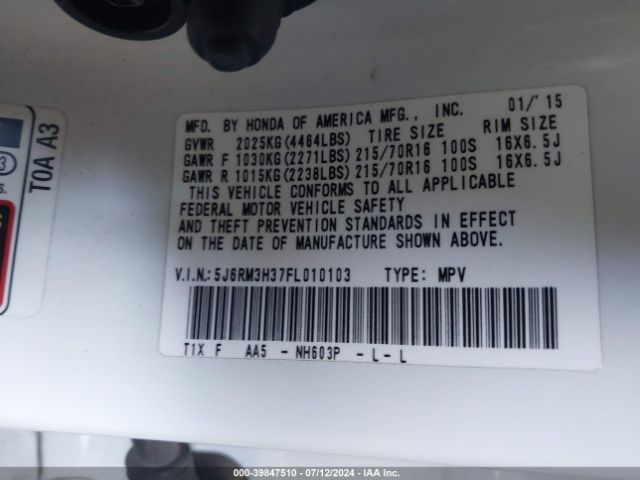 MFD. BY HONDA OF AMERICA MFG., INC. 01/'15
GVWR 2025KG(4464LBS) TIRE SIZE RIM SIZE
GAWR F 1030KG(2271LBS) 215/70R16 100S 16X6.5J
GAWR R 1015KG(2238LBS) 215/70R16 100S 16X6.5J
THIS VEHICLE CONFORMS TO ALL APPLICABLE
FEDERAL MOTOR VEHICLE SAFETY
AND THEFT PREVENTION STANDARDS IN EFFECT
ON THE DATE OF MANUFACTURE SHOWN ABOVE.
V.I.N.:5J6RM3H37FL010103 TYPE: MPV
T1X F AA5 - NH603P - L - L
T0A A3
3
s.
000-39847510 - 07/12/2024 - IAA Inc.